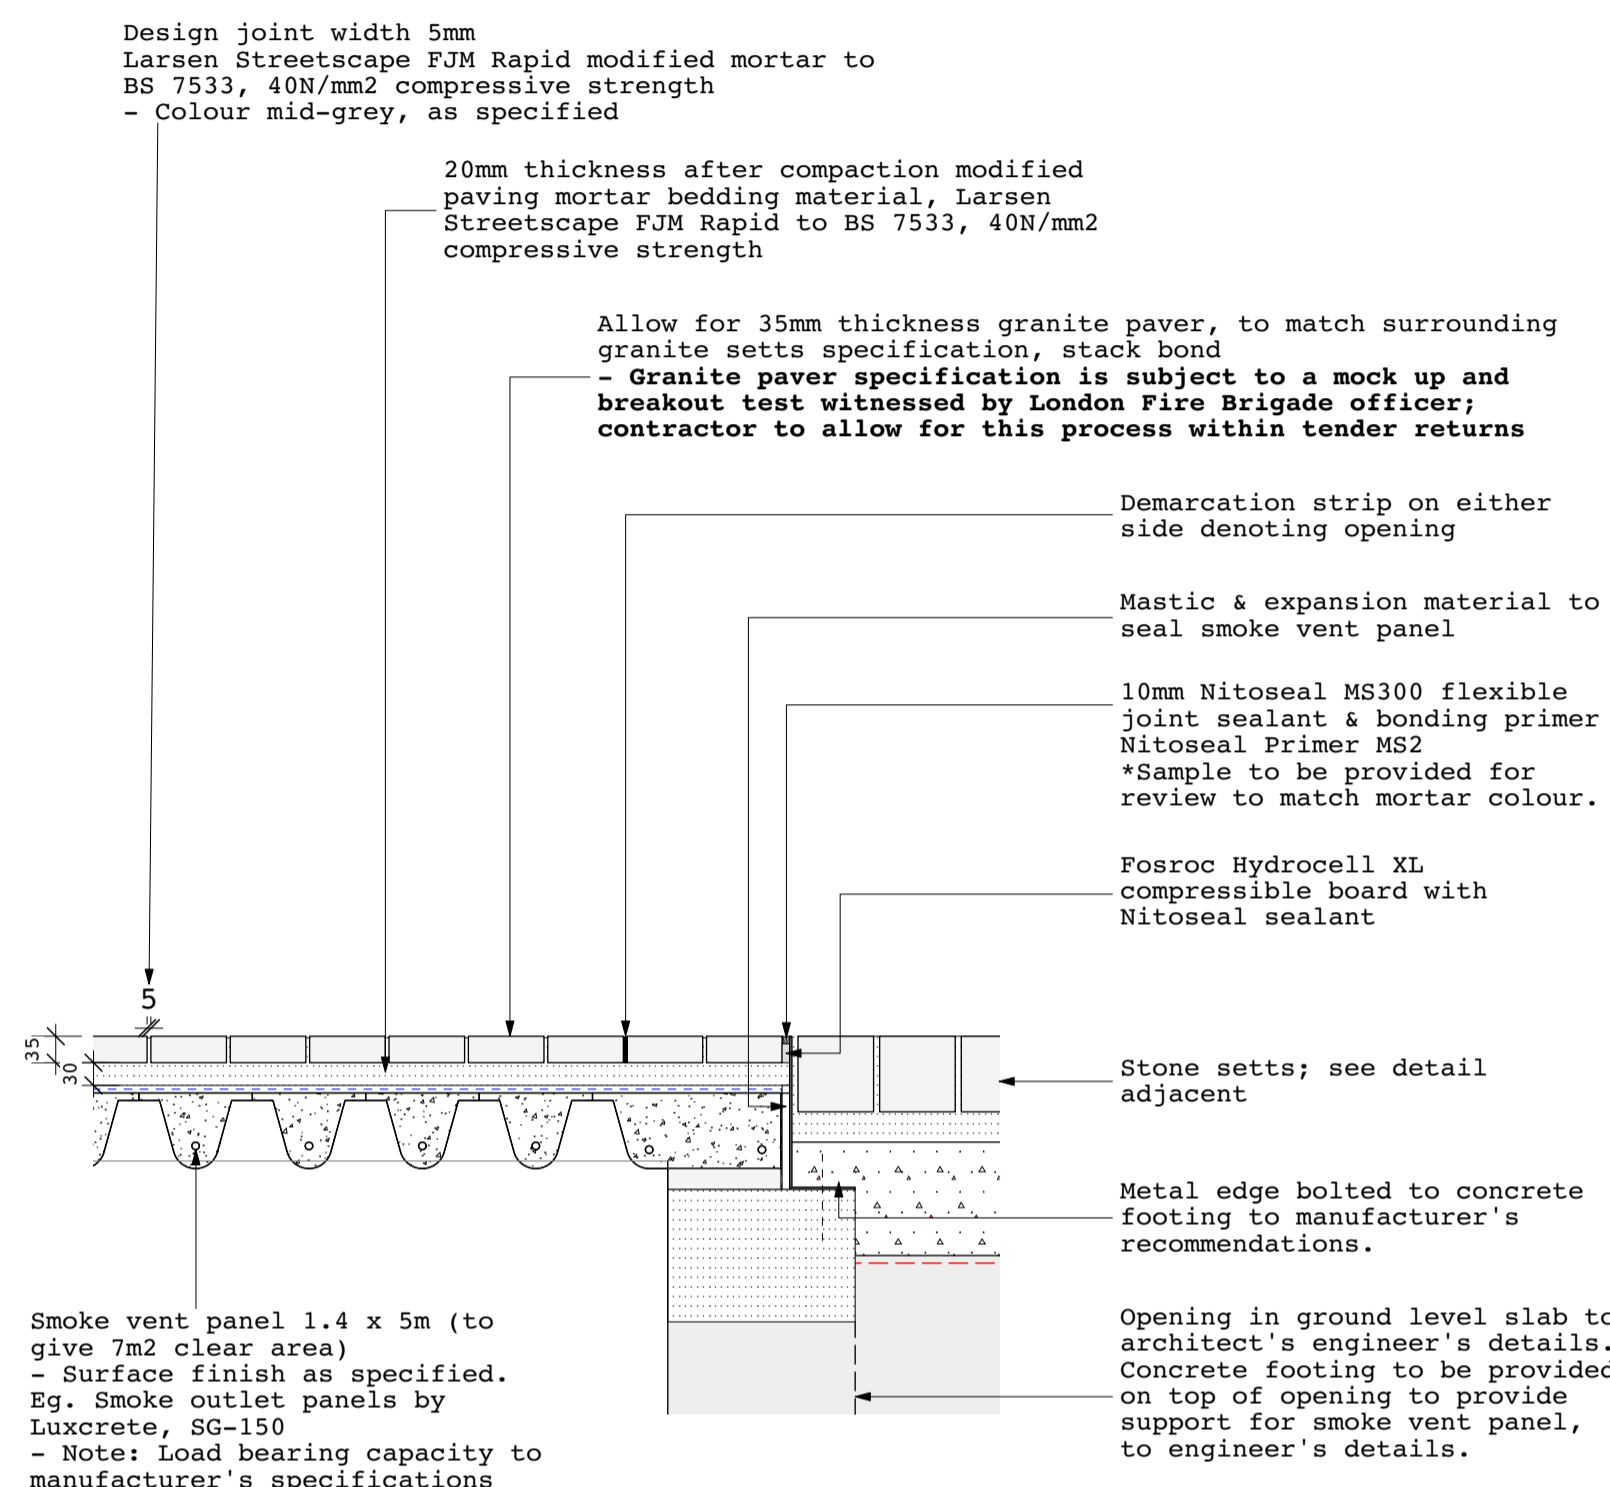 Design joint width 5mm
Larsen Streetscape FJM Rapid modified mortar to
BS 7533, 40N/mm2 compressive strength
- Colour mid-grey, as specified
20mm thickness after compaction modified
paving mortar bedding material, Larsen
Streetscape FJM Rapid to BS 7533, 40N/mm2
compressive strength
Allow for 35mm thickness granite paver, to match surrounding
granite setts specification, stack bond
- Granite paver specification is subject to a mock up and
breakout test witnessed by London Fire Brigade officer;
contractor to allow for this process within tender returns
Demarcation strip on either
side denoting opening
Mastic & expansion material to
seal smoke vent panel
10mm Nitoseal MS300 flexible
joint sealant & bonding primer
Nitoseal Primer MS2
*Sample to be provided for
review to match mortar colour.
Fosroc Hydrocell XL
compressible board with
Nitoseal sealant
5
35
30
Stone setts; see detail
adjacent
Metal edge bolted to concrete
footing to manufacturer's
recommendations.
Smoke vent panel 1.4 x 5m (to
give 7m2 clear area)
- Surface finish as specified.
Eg. Smoke outlet panels by
Luxcrete, SG-150
- Note: Load bearing capacity to
manufacturer's specifications
Opening in ground level slab to
architect's engineer's details.
Concrete footing to be provided
on top of opening to provide
support for smoke vent panel,
to engineer's details.